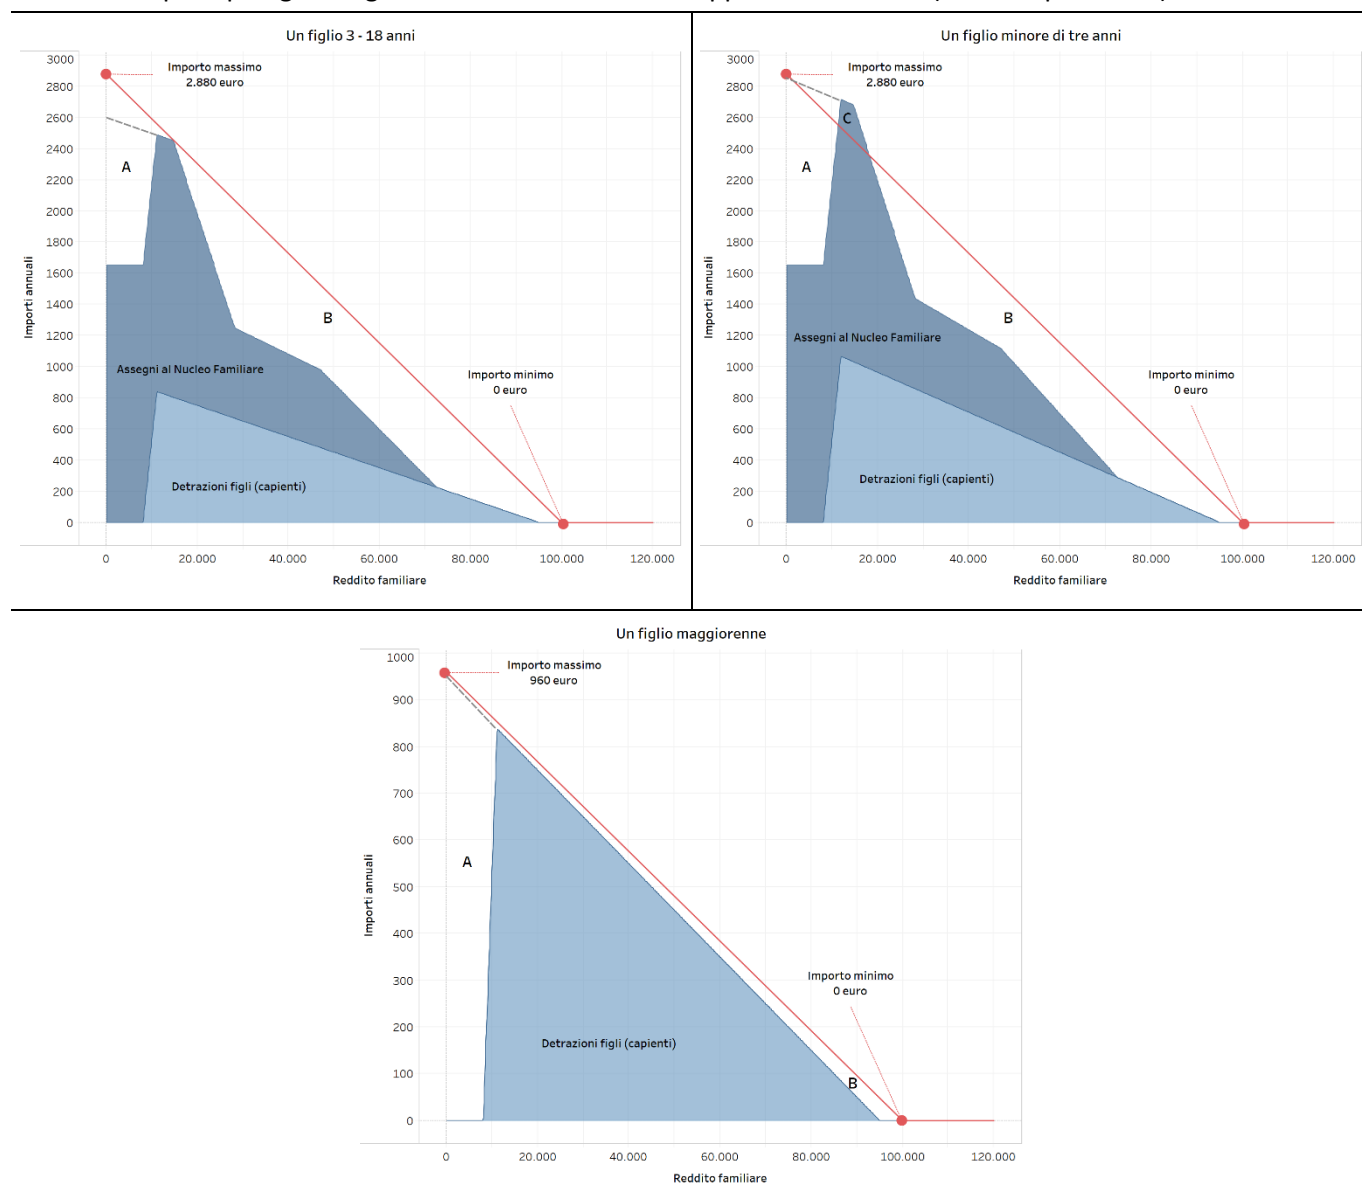 Un figlio 3 - 18 anni
3000
2800
2600
2400
2200
2000
1800
1600
1400
1200
1000
800
600
400
200
0
Importi annuali
Importo massimo
2.880 euro
A
B
Assegni al Nucleo Familiare
Importo minimo
0 euro
Detrazioni figli (capienti)
0 20.000 40.000 60.000 80.000 100.000 120.000
Reddito familiare
Un figlio minore di tre anni
3000
2800
2600
2400
2200
2000
1800
1600
1400
1200
1000
800
600
400
200
0
Importi annuali
Importo massimo
2.880 euro
C
A
B
Assegni al Nucleo Familiare
Importo minimo
0 euro
Detrazioni figli (capienti)
0 20.000 40.000 60.000 80.000 100.000 120.000
Reddito familiare
Un figlio maggiorenne
1000
900
800
700
600
500
400
300
200
100
0
Importi annuali
Importo massimo
960 euro
A
Importo minimo
0 euro
Detrazioni figli (capienti)
B
0 20.000 40.000 60.000 80.000 100.000 120.000
Reddito familiare